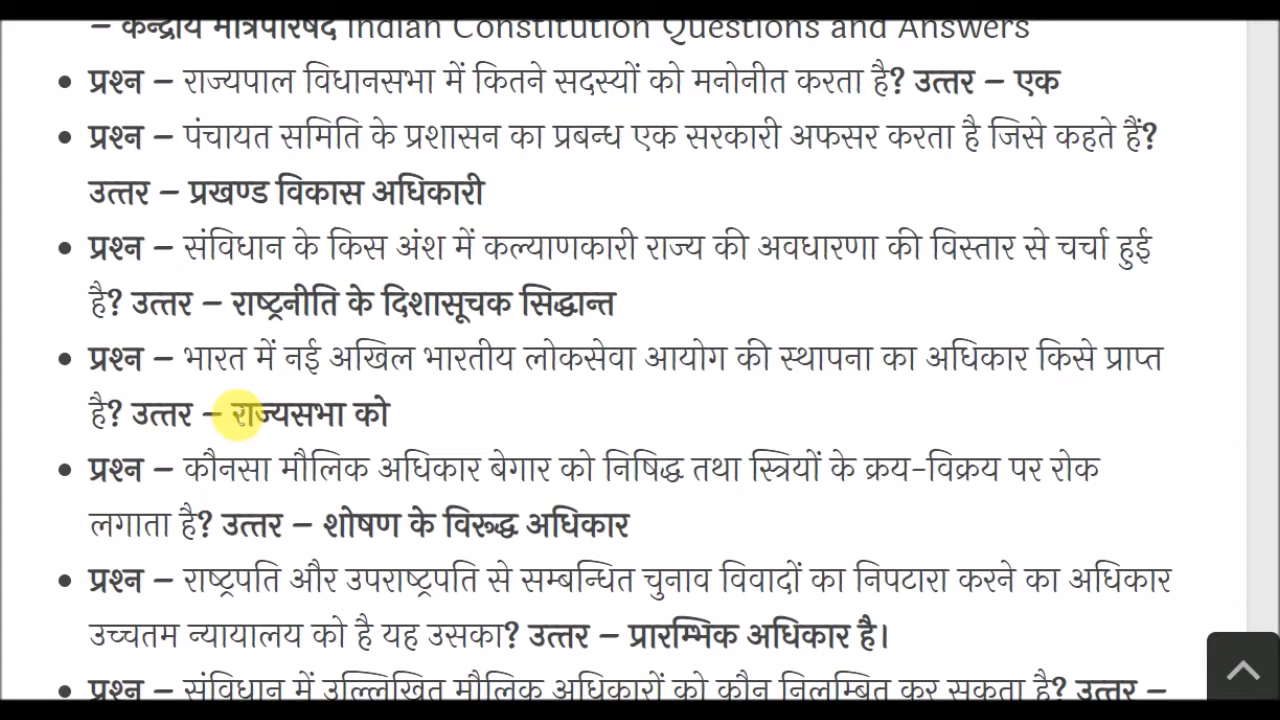 – केन्द्रीय मंत्रिपरिषद Indian Constitution Questions and Answers
• प्रश्न – राज्यपाल विधानसभा में कितने सदस्यों को मनोनीत करता है? उत्तर – एक
• प्रश्न – पंचायत समिति के प्रशासन का प्रबन्ध एक सरकारी अफसर करता है जिसे कहते हैं?
उत्तर – प्रखण्ड विकास अधिकारी
• प्रश्न – संविधान के किस अंश में कल्याणकारी राज्य की अवधारणा की विस्तार से चर्चा हुई
है? उत्तर – राष्ट्रनीति के दिशासूचक सिद्धान्त
• प्रश्न – भारत में नई अखिल भारतीय लोकसेवा आयोग की स्थापना का अधिकार किसे प्राप्त
है? उत्तर – राज्यसभा को
• प्रश्न – कौनसा मौलिक अधिकार बेगार को निषिद्ध तथा स्त्रियों के क्रय-विक्रय पर रोक
लगाता है? उत्तर – शोषण के विरूद्ध अधिकार
• प्रश्न – राष्ट्रपति और उपराष्ट्रपति से सम्बन्धित चुनाव विवादों का निपटारा करने का अधिकार
उच्चतम न्यायालय को है यह उसका? उत्तर – प्रारम्भिक अधिकार है।
• प्रश्न – संविधान में उल्लिखित मौलिक अधिकारों को कौन निलम्बित कर सकता है? उत्तर –